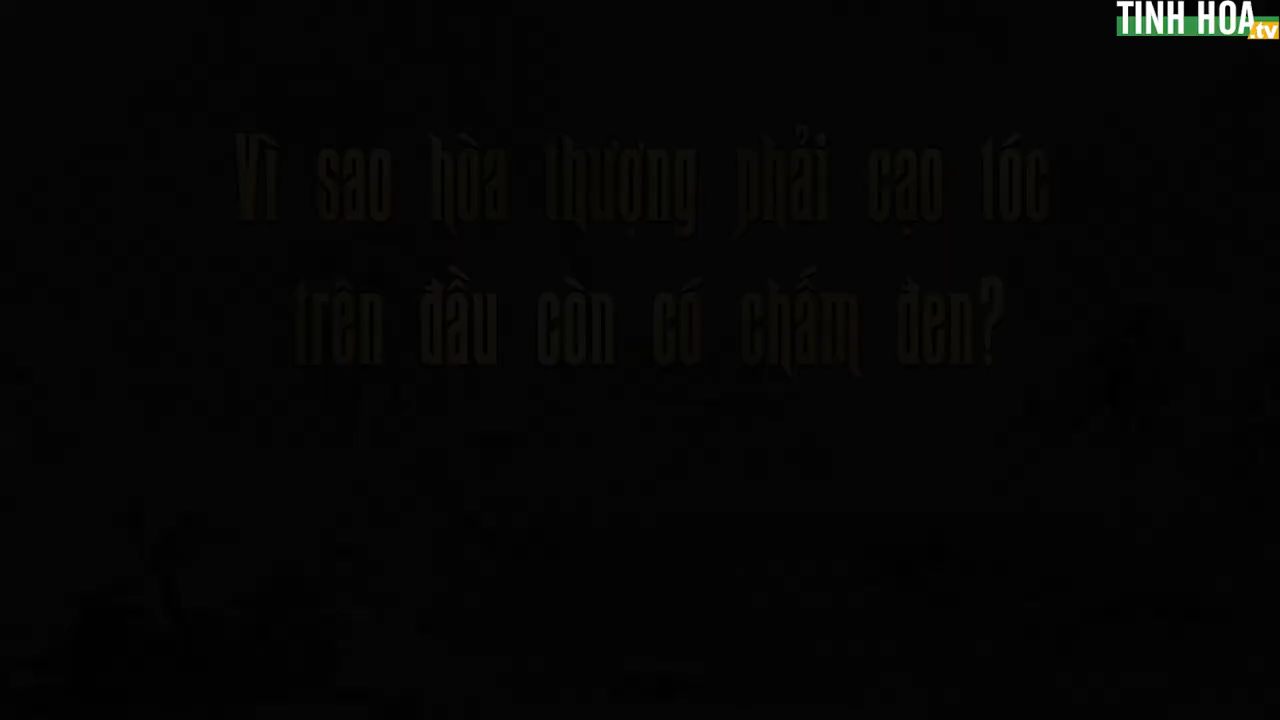 TINH HOA
.tv
Vì sao hòa thượng phải cạo tóc
trên đầu còn có chấm đen?